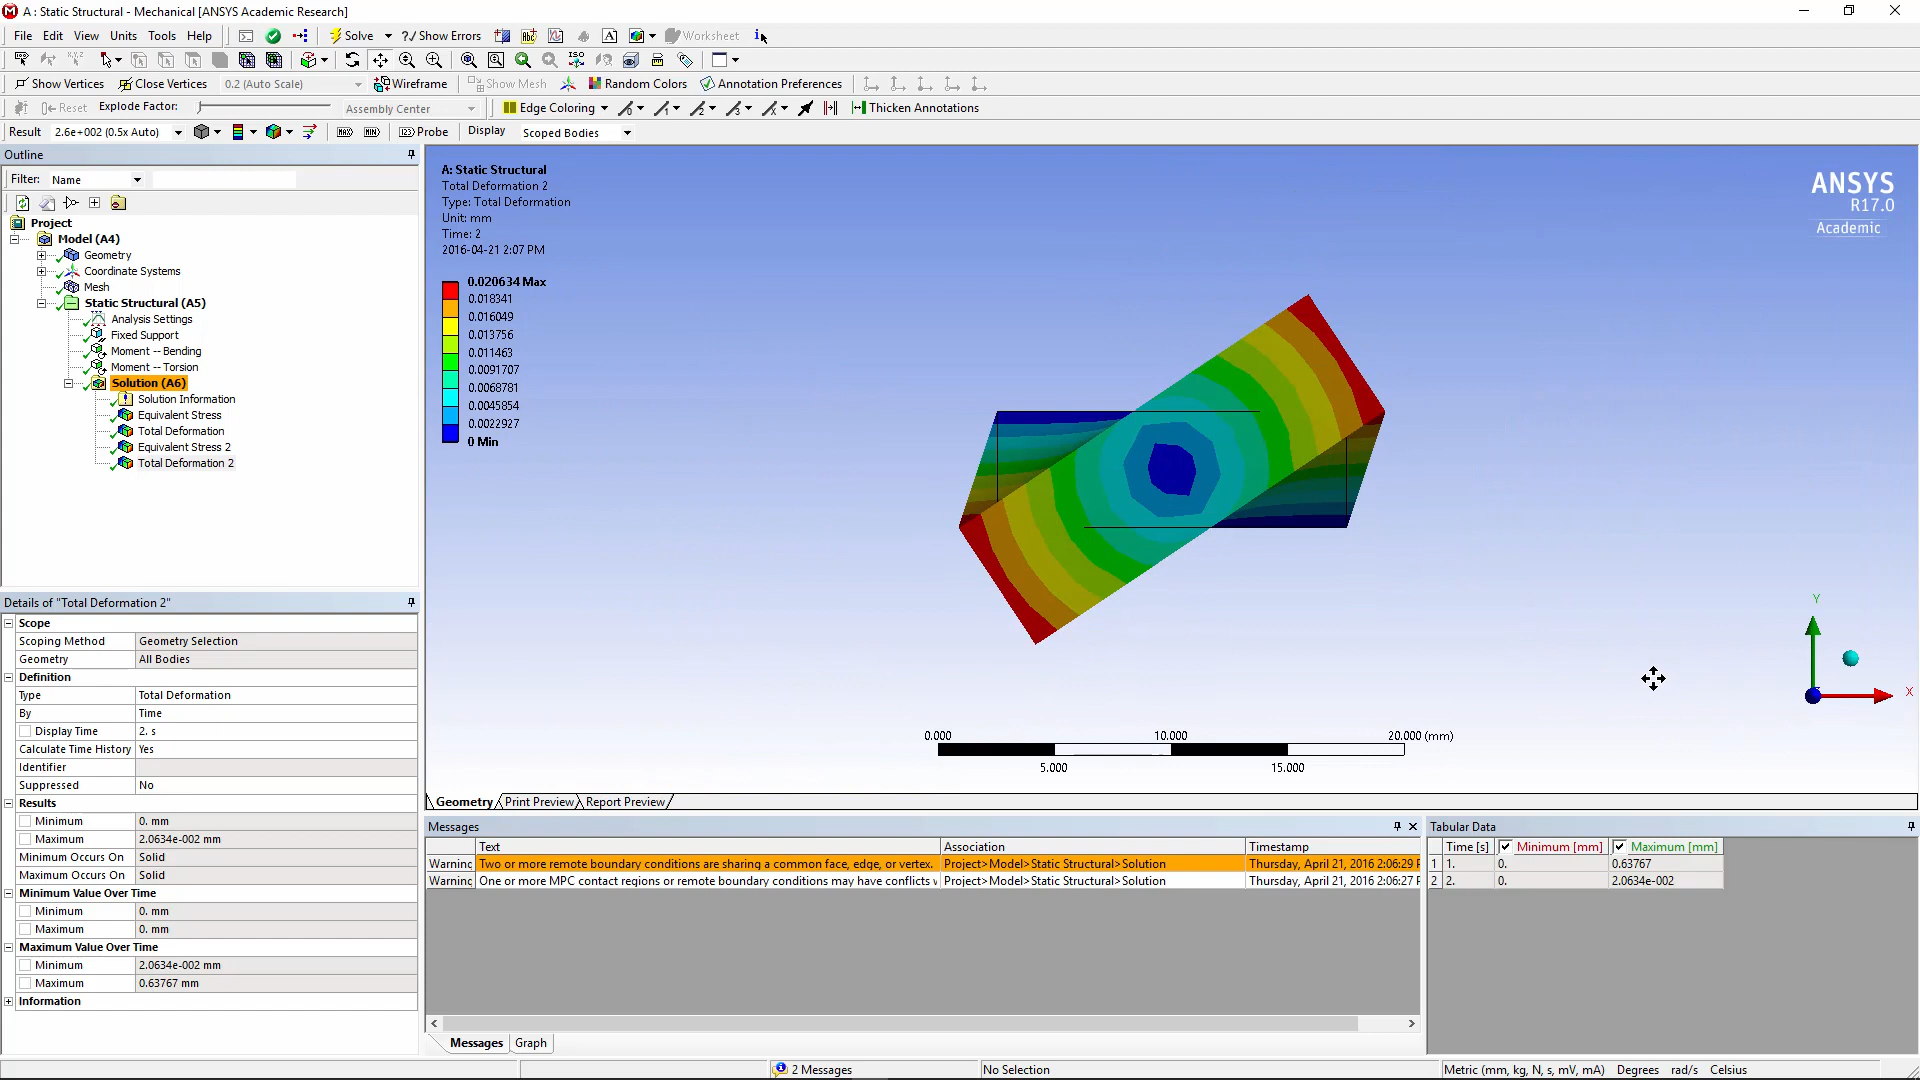 A : Static Structural - Mechanical [ANSYS Academic Research]
File Edit View Units Tools Help Solve ?/ Show Errors Worksheet
Show Vertices Close Vertices 0.2 (Auto Scale) Wireframe Show Mesh Random Colors Annotation Preferences
Reset Explode Factor: Assembly Center Edge Coloring Thicken Annotations
Result 2.6e+002 (0.5x Auto) MAX MIN Probe Display Scoped Bodies
Outline
Filter: Name
Project
Model (A4)
Geometry
Coordinate Systems
Mesh
Static Structural (A5)
Analysis Settings
Fixed Support
Moment -- Bending
Moment -- Torsion
Solution (A6)
Solution Information
Equivalent Stress
Total Deformation
Equivalent Stress 2
Total Deformation 2
Details of "Total Deformation 2"
Scope
Scoping Method Geometry Selection
Geometry All Bodies
Definition
Type Total Deformation
By Time
Display Time 2. s
Calculate Time History Yes
Identifier
Suppressed No
Results
Minimum 0. mm
Maximum 2.0634e-002 mm
Minimum Occurs On Solid
Maximum Occurs On Solid
Minimum Value Over Time
Minimum 0. mm
Maximum 0. mm
Maximum Value Over Time
Minimum 2.0634e-002 mm
Maximum 0.63767 mm
Information
A: Static Structural
Total Deformation 2
Type: Total Deformation
Unit: mm
Time: 2
2016-04-21 2:07 PM
0.020634 Max
0.018341
0.016049
0.013756
0.011463
0.0091707
0.0068781
0.0045854
0.0022927
0 Min
ANSYS
R17.0
Academic
Y
X
0.000 10.000 20.000 (mm)
5.000 15.000
Geometry Print Preview Report Preview
Messages
Text Association Timestamp
Warning Two or more remote boundary conditions are sharing a common face, edge, or vertex. Project>Model>Static Structural>Solution Thursday, April 21, 2016 2:06:29 P
Warning One or more MPC contact regions or remote boundary conditions may have conflicts Project>Model>Static Structural>Solution Thursday, April 21, 2016 2:06:27 P
Messages Graph
Tabular Data
Time [s] Minimum [mm] Maximum [mm]
1 1. 0. 0.63767
2 2. 0. 2.0634e-002
2 Messages No Selection Metric (mm, kg, N, s, mV, mA) Degrees rad/s Celsius